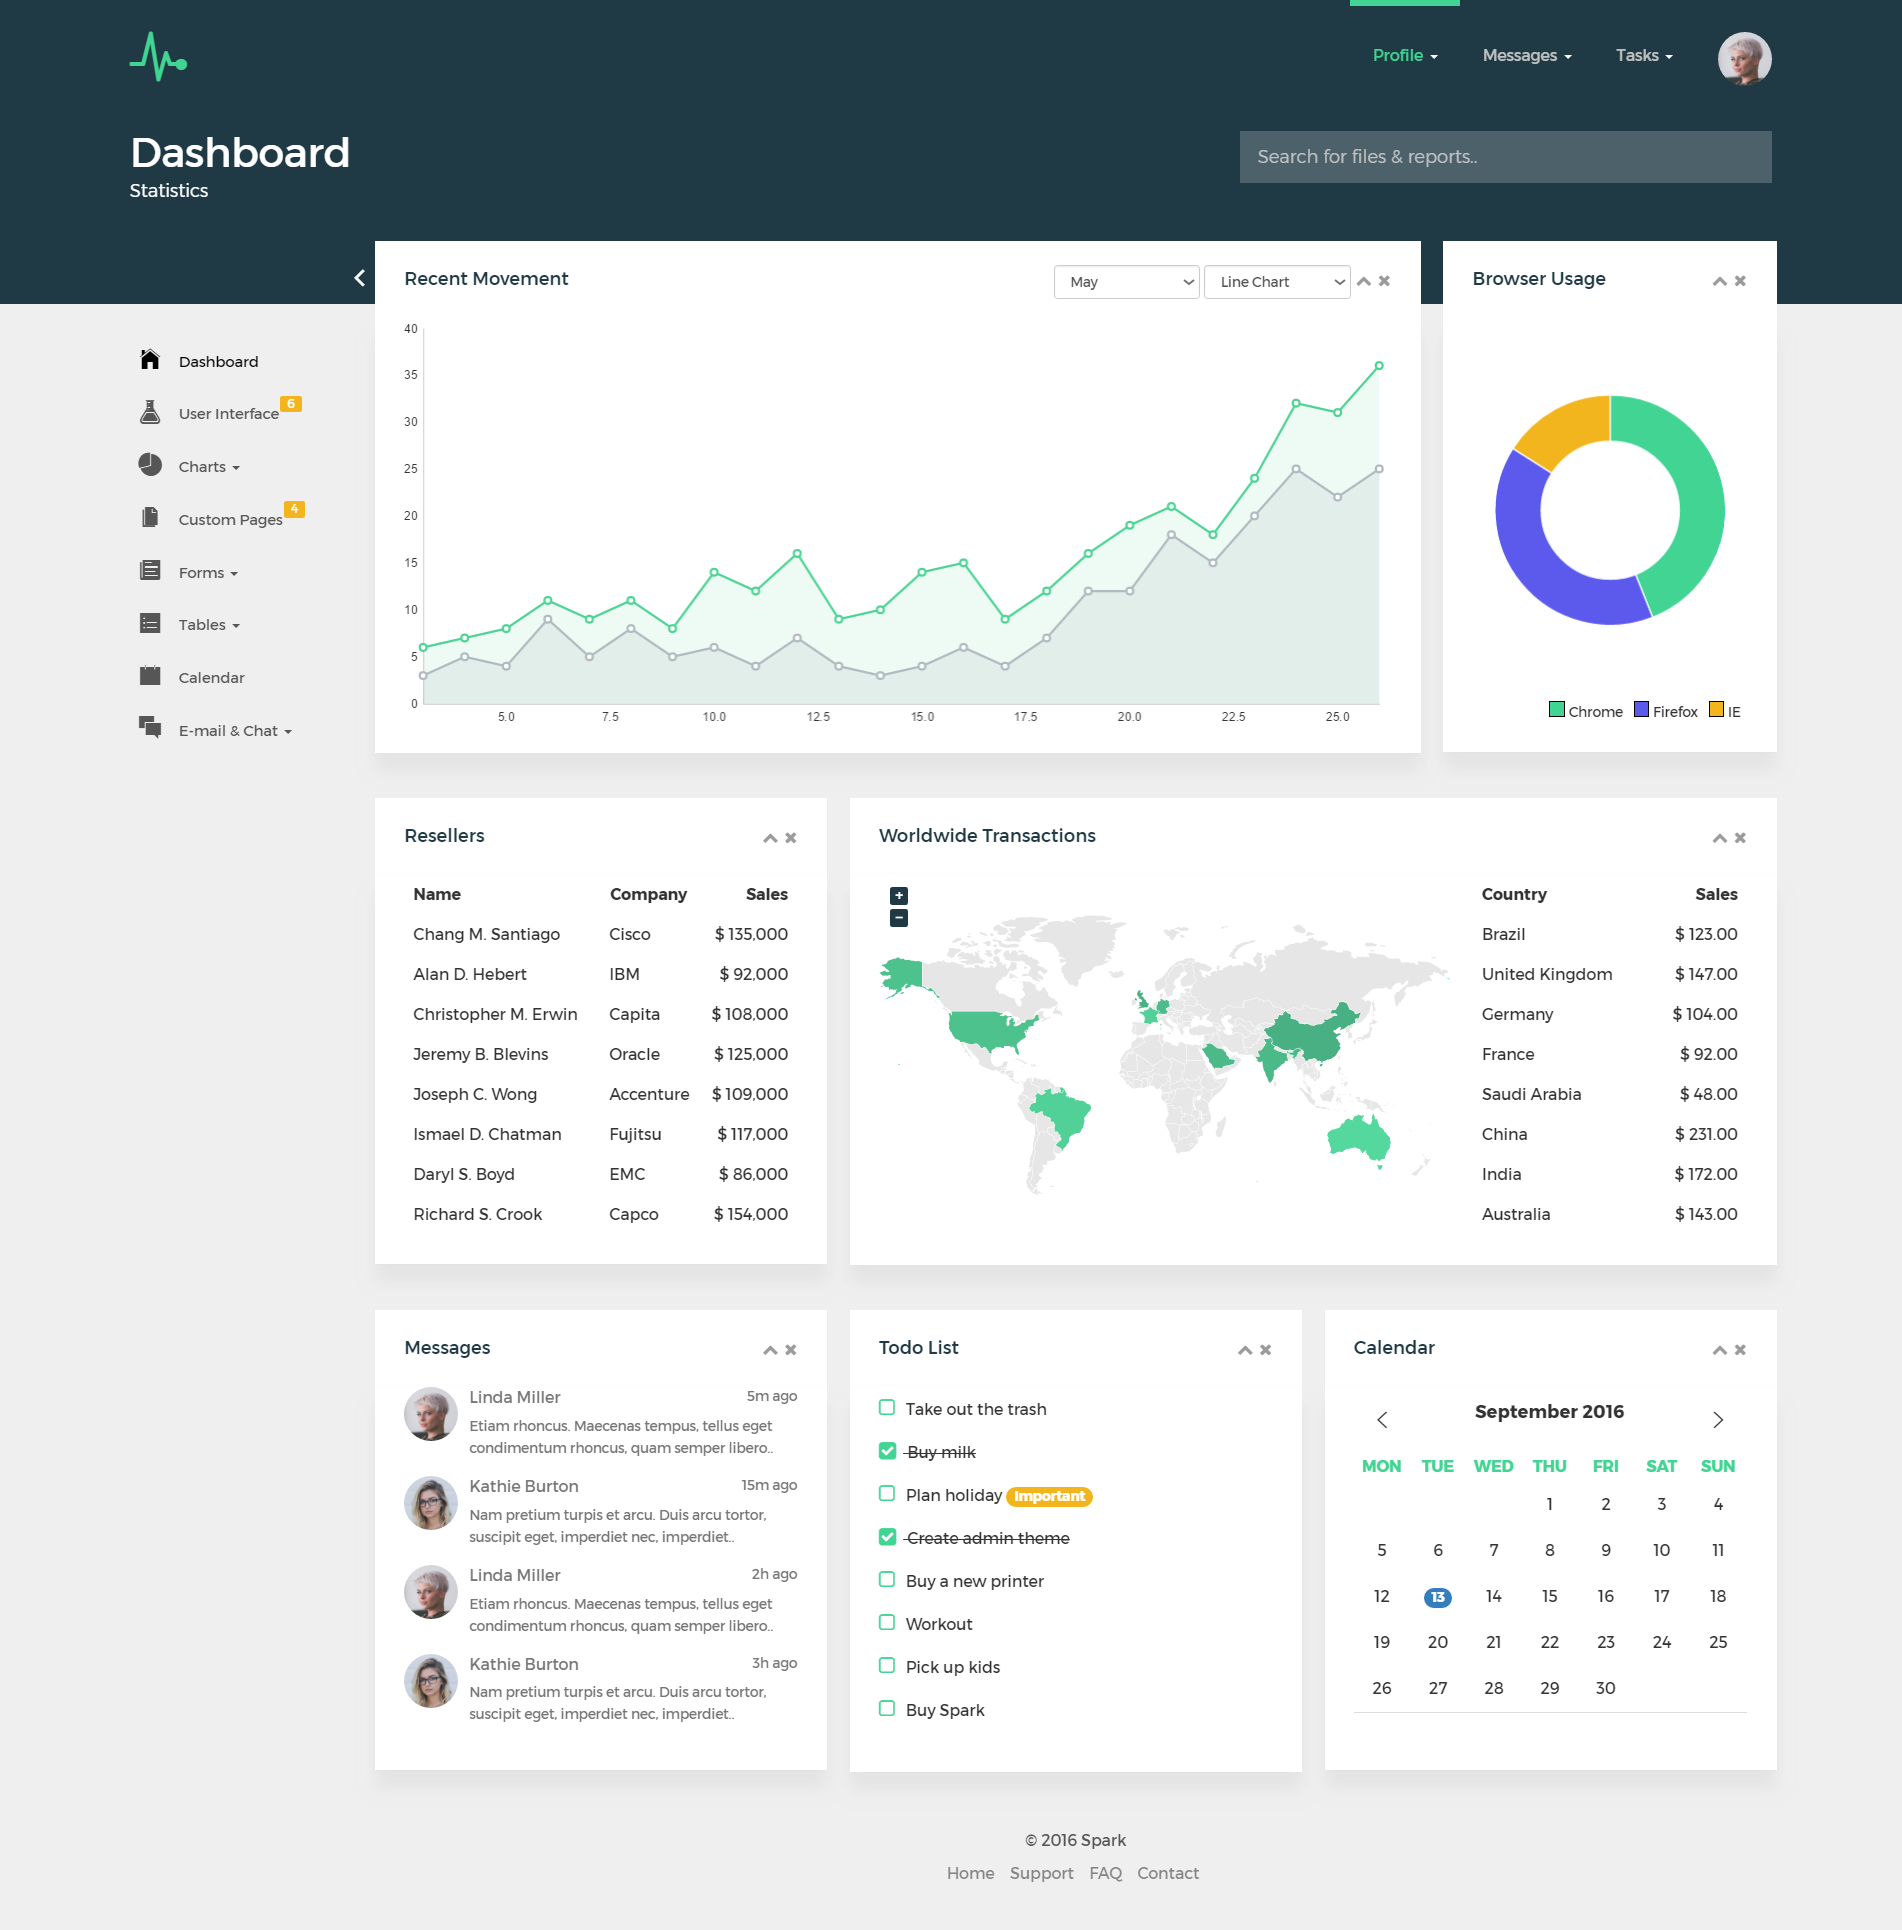 Profile
Messages
Tasks
Dashboard
Search for files & reports..
Statistics
Recent Movement
May
Line Chart
Browser Usage
Dashboard
User Interface 6
Charts
Custom Pages 4
Forms
Tables
Calendar
E-mail & Chat
40
35
30
25
20
15
10
5
0
5.0 7.5 10.0 12.5 15.0 17.5 20.0 22.5 25.0
Chrome Firefox IE
Resellers
Name Company Sales
Chang M. Santiago Cisco $ 135,000
Alan D. Hebert IBM $ 92,000
Christopher M. Erwin Capita $ 108,000
Jeremy B. Blevins Oracle $ 125,000
Joseph C. Wong Accenture $ 109,000
Ismael D. Chatman Fujitsu $ 117,000
Daryl S. Boyd EMC $ 86,000
Richard S. Crook Capco $ 154,000
Worldwide Transactions
+
−
Country Sales
Brazil $ 123.00
United Kingdom $ 147.00
Germany $ 104.00
France $ 92.00
Saudi Arabia $ 48.00
China $ 231.00
India $ 172.00
Australia $ 143.00
Messages
Linda Miller 5m ago
Etiam rhoncus. Maecenas tempus, tellus eget
condimentum rhoncus, quam semper libero..
Kathie Burton 15m ago
Nam pretium turpis et arcu. Duis arcu tortor,
suscipit eget, imperdiet nec, imperdiet..
Linda Miller 2h ago
Etiam rhoncus. Maecenas tempus, tellus eget
condimentum rhoncus, quam semper libero..
Kathie Burton 3h ago
Nam pretium turpis et arcu. Duis arcu tortor,
suscipit eget, imperdiet nec, imperdiet..
Todo List
Take out the trash
Buy milk
Plan holiday Important
Create admin theme
Buy a new printer
Workout
Pick up kids
Buy Spark
Calendar
September 2016
MON TUE WED THU FRI SAT SUN
1 2 3 4
5 6 7 8 9 10 11
12 13 14 15 16 17 18
19 20 21 22 23 24 25
26 27 28 29 30
© 2016 Spark
Home Support FAQ Contact